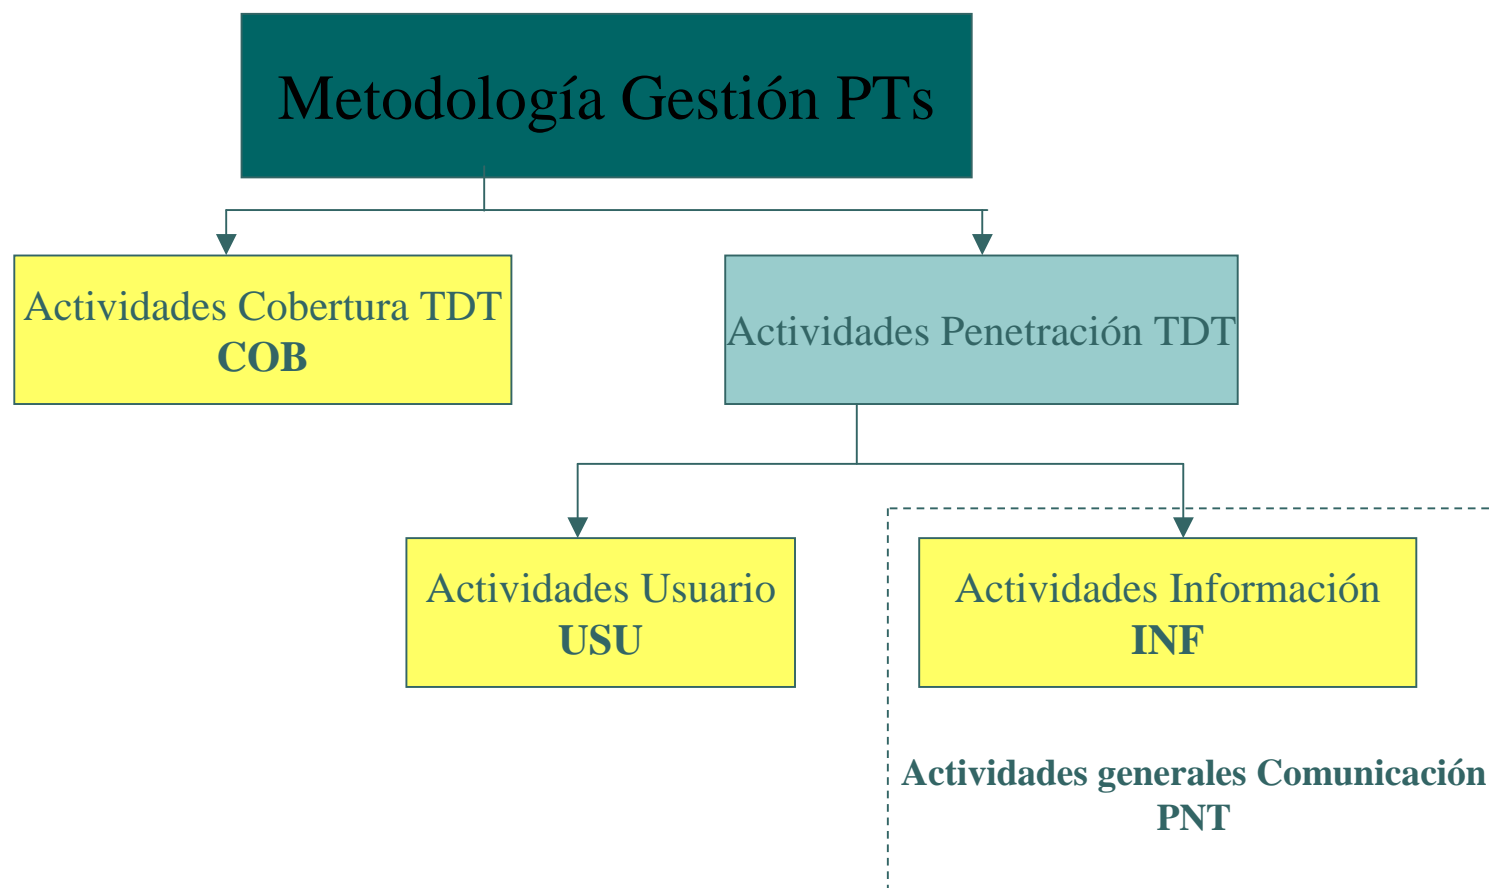 Metodología Gestión PTs
Actividades Cobertura TDT
COB
Actividades Penetración TDT
Actividades Usuario
USU
Actividades Información
INF
Actividades generales Comunicación
PNT